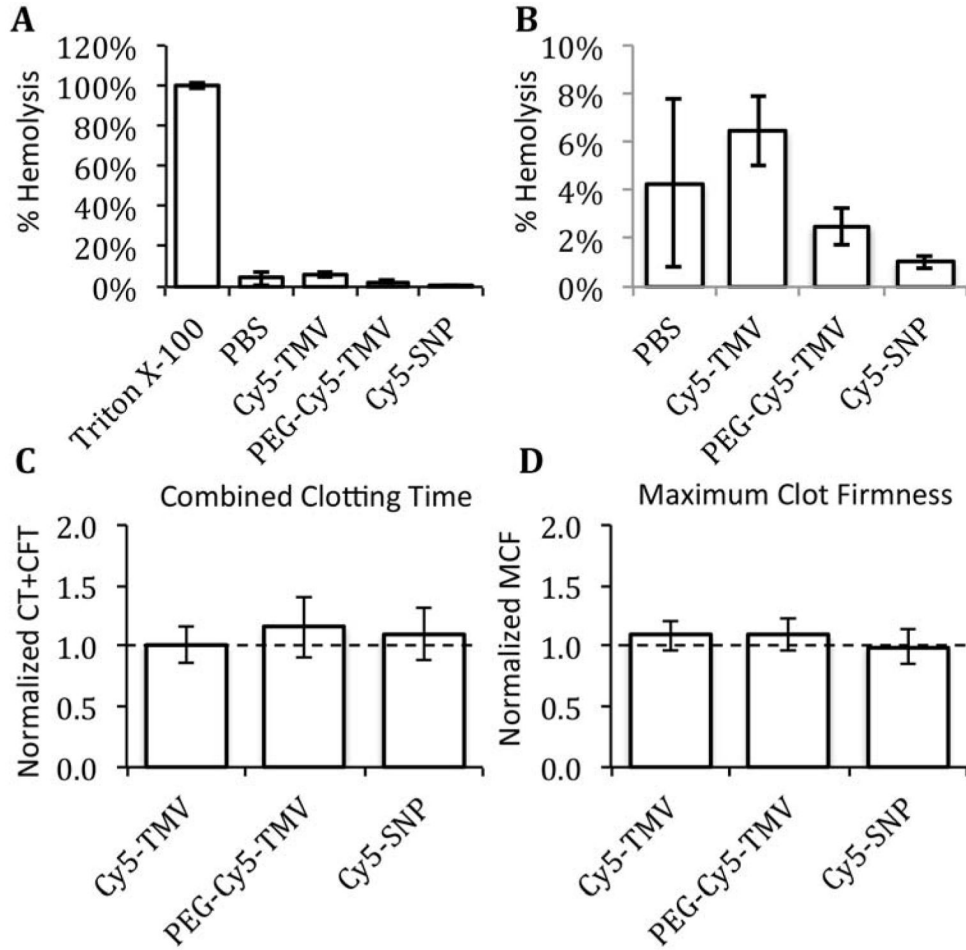 A
% Hemolysis
120%
100%
80%
60%
40%
20%
0%
Triton X-100
PBS
Cy5-TMV
PEG-Cy5-TMV
Cy5-SNP
B
% Hemolysis
10%
8%
6%
4%
2%
0%
PBS
Cy5-TMV
PEG-Cy5-TMV
Cy5-SNP
C
Combined Clotting Time
Normalized CT+CFT
2.0
1.5
1.0
0.5
0.0
Cy5-TMV
PEG-Cy5-TMV
Cy5-SNP
D
Maximum Clot Firmness
Normalized MCF
2.0
1.5
1.0
0.5
0.0
Cy5-TMV
PEG-Cy5-TMV
Cy5-SNP